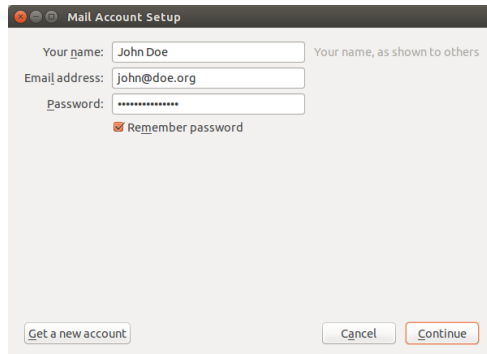 Mail Account Setup
Your name: John Doe Your name, as shown to others
Email address: john@doe.org
Password: •••••••••••••••
Remember password
Get a new account Cancel Continue